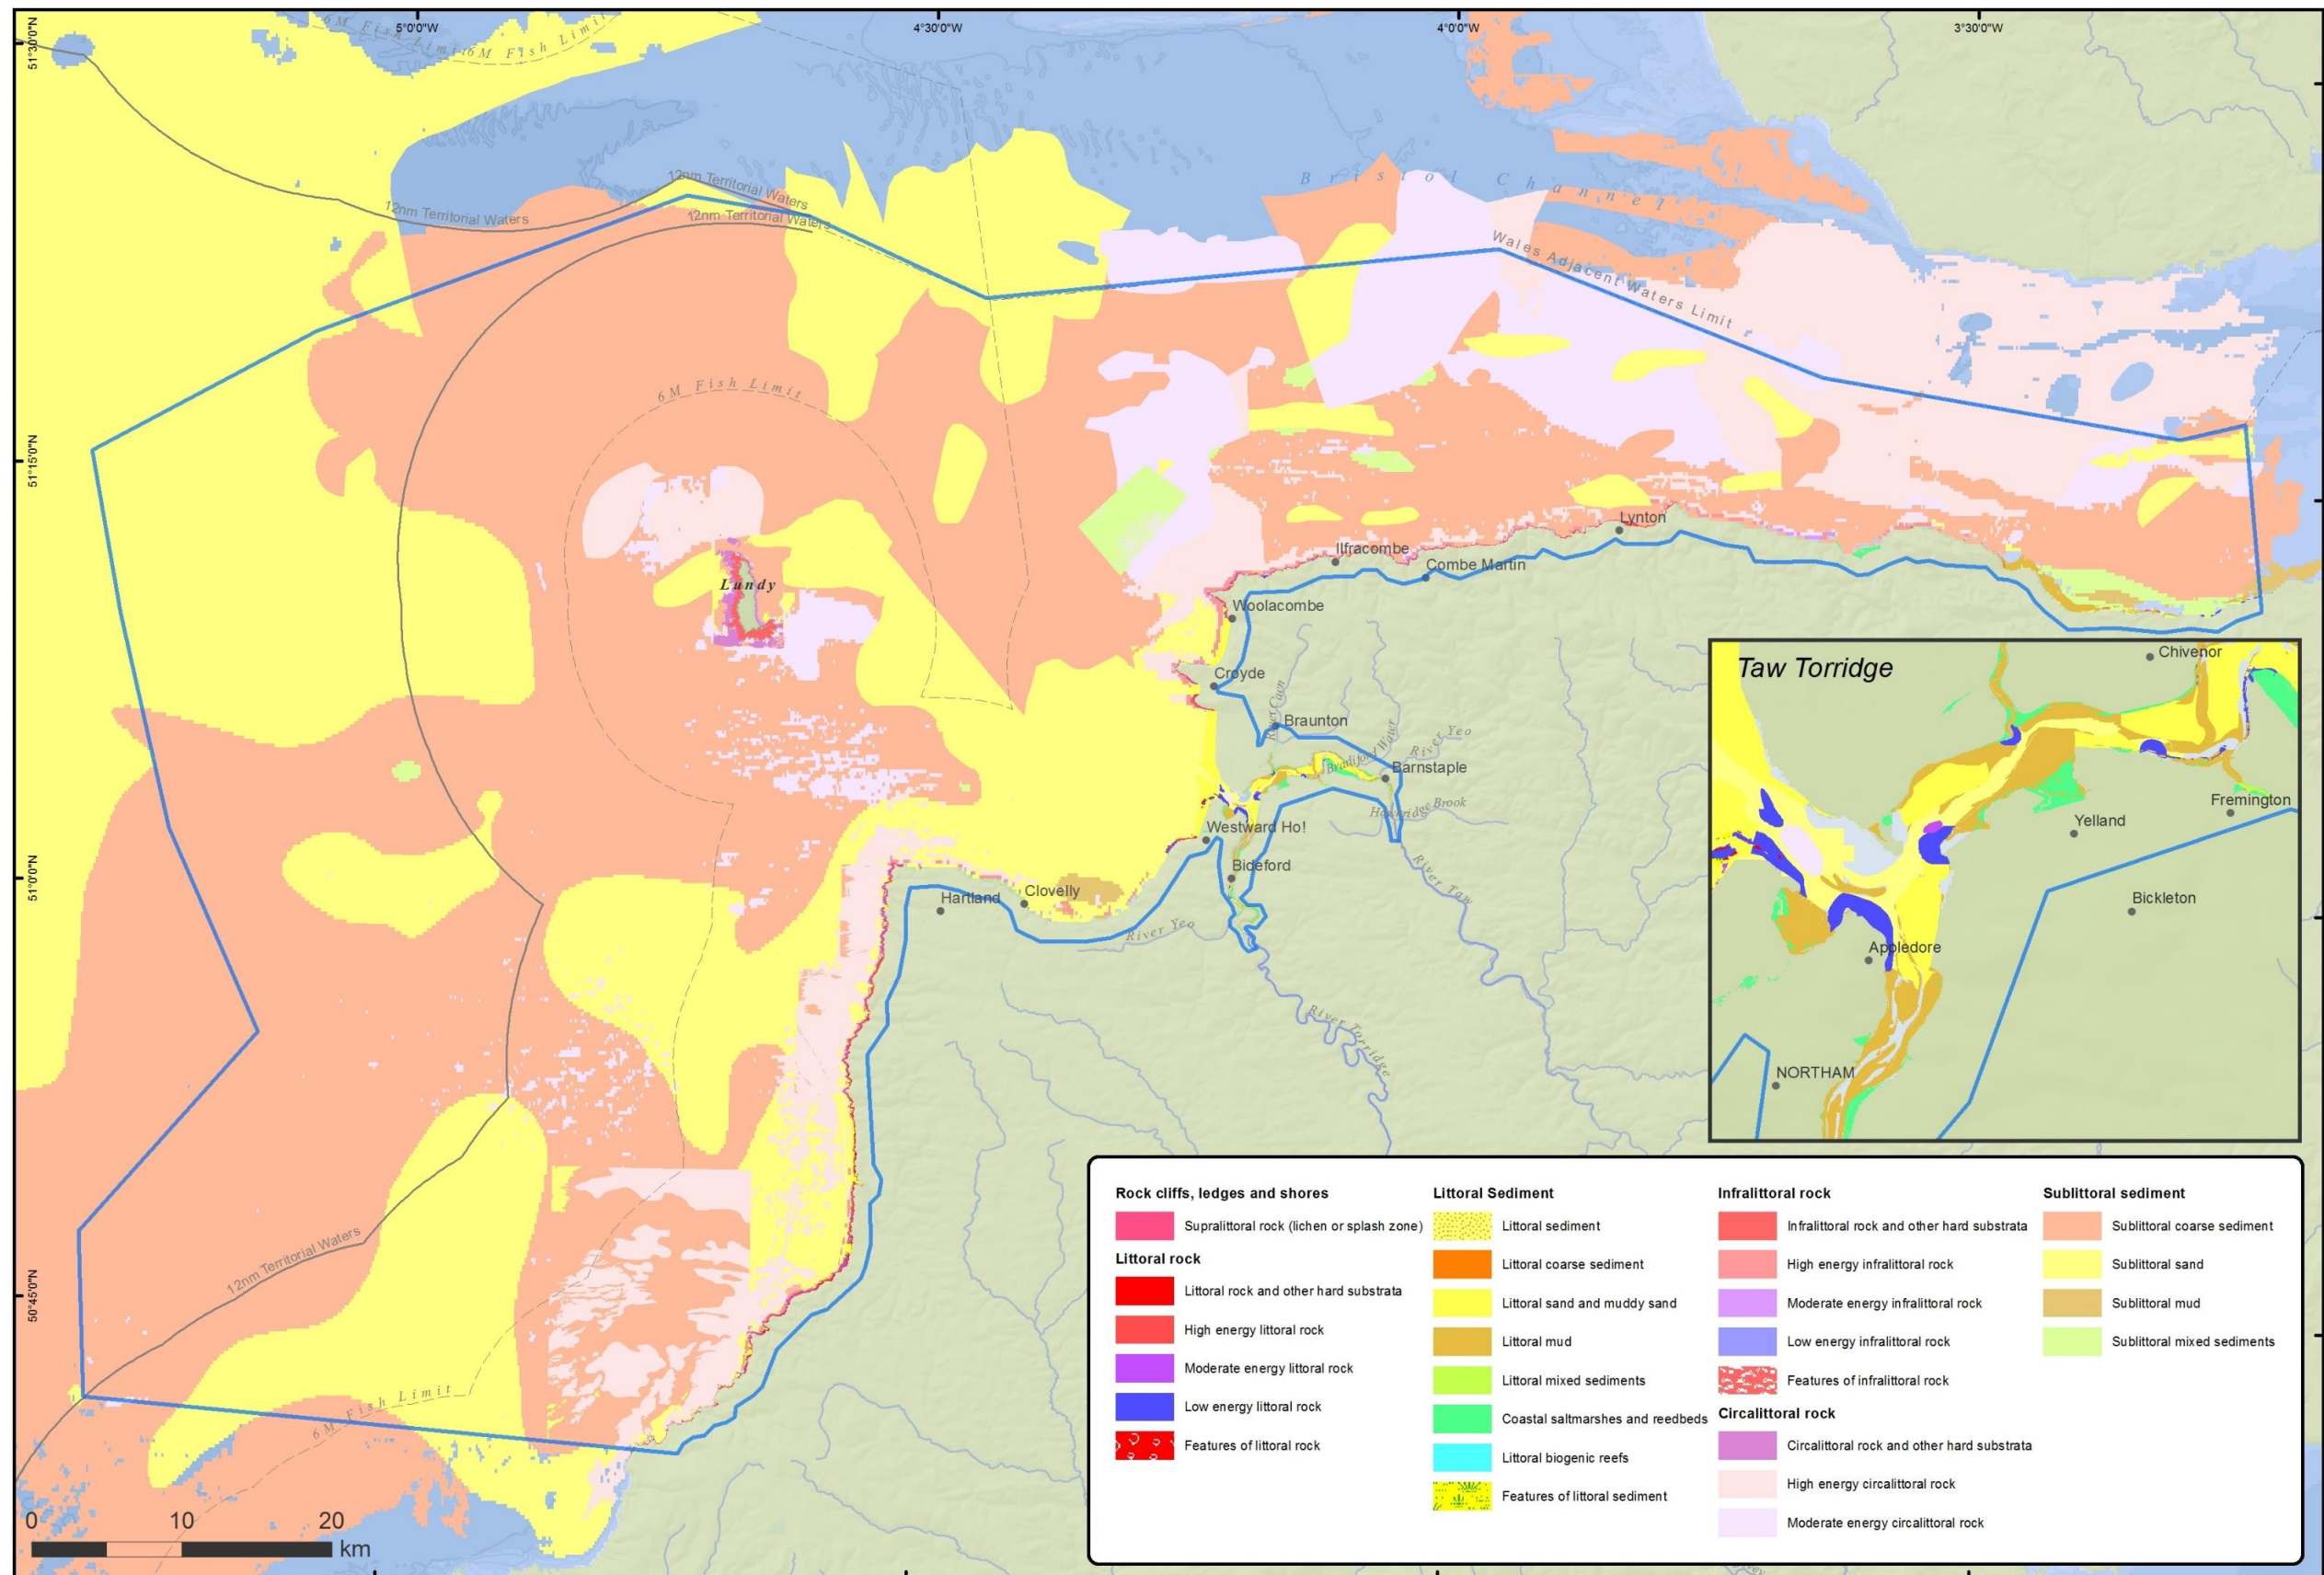 6 M Fish Limit
6 M Fish Limit
5°0'0"W
4°30'0"W
4°0'0"W
3°30'0"W
51°30'0"N
51°15'0"N
51°0'0"N
50°45'0"N
12nm Territorial Waters
12nm Territorial Waters
12nm Territorial Waters
Bristol Channel
Wales Adjacent Waters Limit
6 M Fish Limit
Lundy
Lynton
Ilfracombe
Combe Martin
Woolacombe
Croyde
River Caen
Braunton
River Yeo
Water
Barnstaple
Brook
Westward Ho!
Bideford
Hartland
Clovelly
River Yeo
River Taw
River Torridge
12nm Territorial Waters
6 M Fish Limit
Taw Torridge
Chivenor
Fremington
Yelland
Bickleton
Appledore
NORTHAM
Rock cliffs, ledges and shores
Supralittoral rock (lichen or splash zone)
Littoral rock
Littoral rock and other hard substrata
High energy littoral rock
Moderate energy littoral rock
Low energy littoral rock
Features of littoral rock
Littoral Sediment
Littoral sediment
Littoral coarse sediment
Littoral sand and muddy sand
Littoral mud
Littoral mixed sediments
Coastal saltmarshes and reedbeds
Littoral biogenic reefs
Features of littoral sediment
Infralittoral rock
Infralittoral rock and other hard substrata
High energy infralittoral rock
Moderate energy infralittoral rock
Low energy infralittoral rock
Features of infralittoral rock
Circalittoral rock
Circalittoral rock and other hard substrata
High energy circalittoral rock
Moderate energy circalittoral rock
Sublittoral sediment
Sublittoral coarse sediment
Sublittoral sand
Sublittoral mud
Sublittoral mixed sediments
0 10 20
km